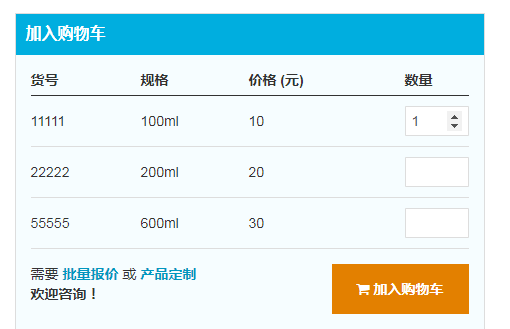 加入购物车
货号 规格 价格 (元) 数量
11111 100ml 10 1
22222 200ml 20
55555 600ml 30
需要 批量报价 或 产品定制
欢迎咨询！
加入购物车